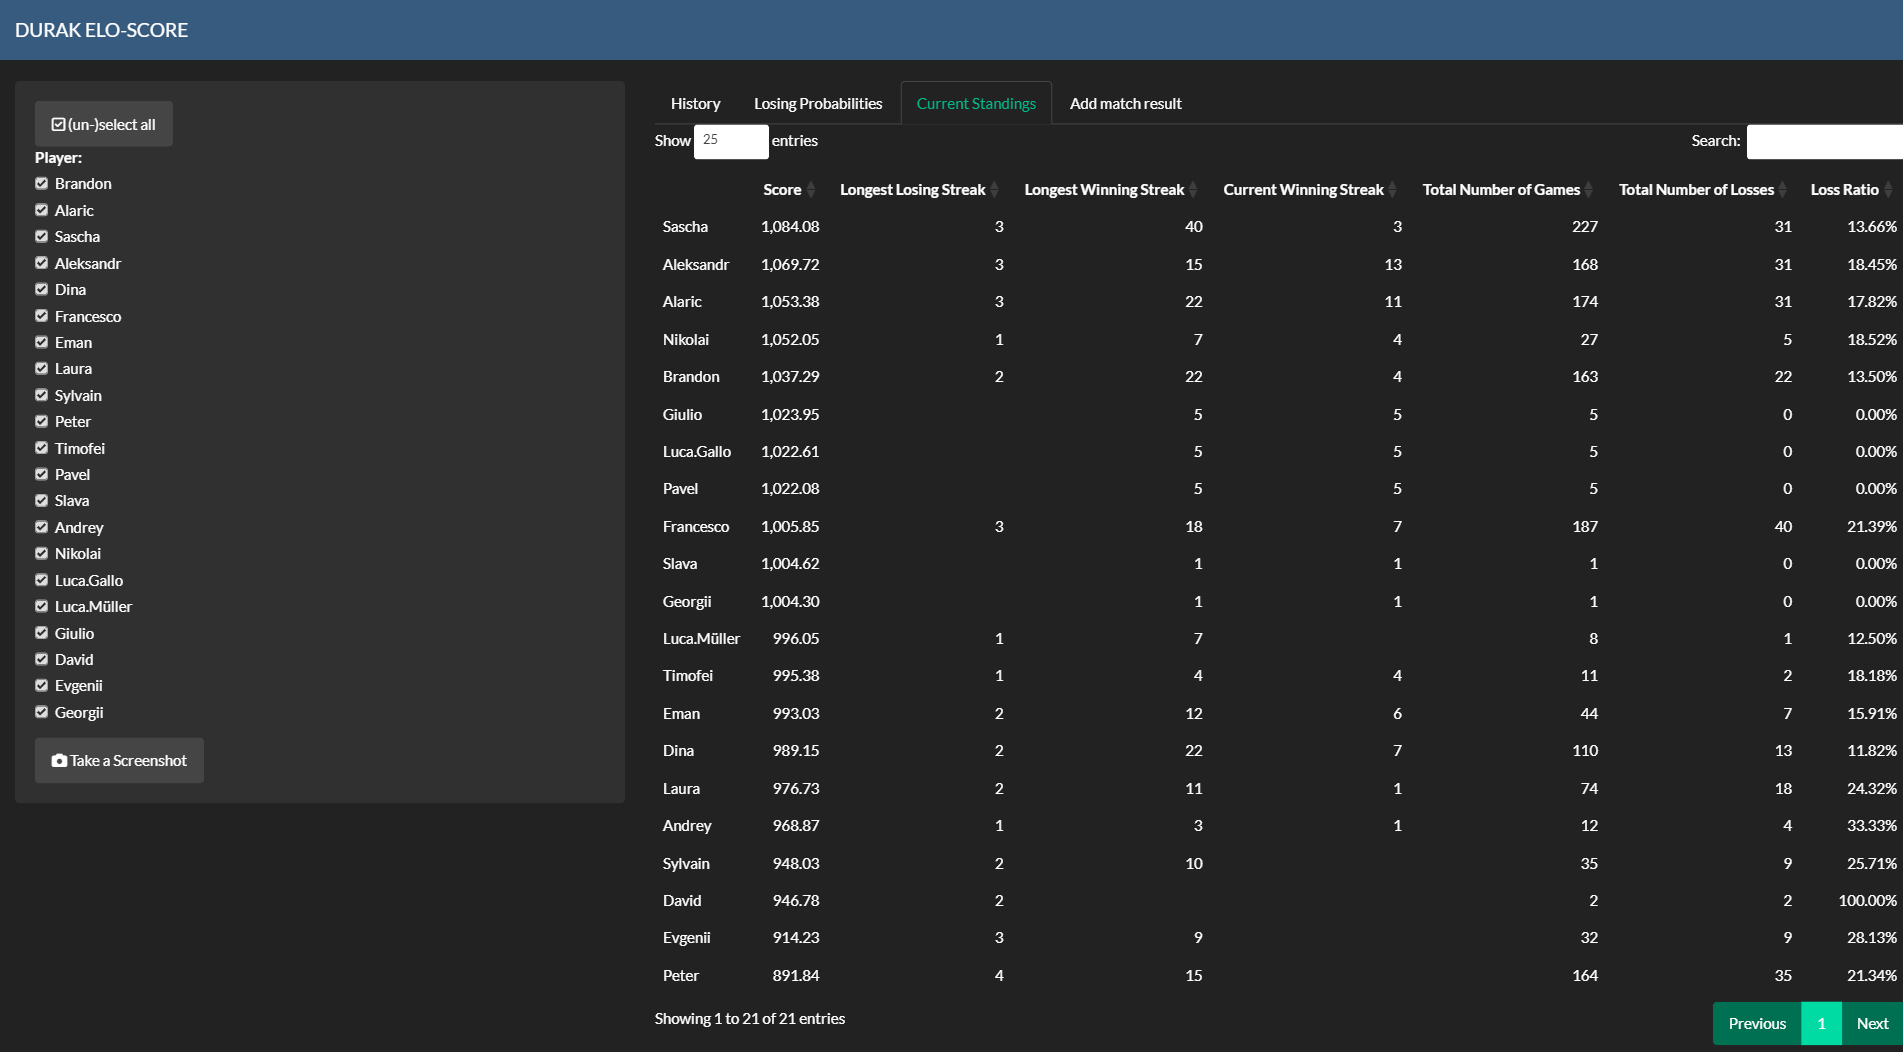 DURAK ELO-SCORE
(un-)select all
Player:
Brandon
Alaric
Sascha
Aleksandr
Dina
Francesco
Eman
Laura
Sylvain
Peter
Timofei
Pavel
Slava
Andrey
Nikolai
Luca.Gallo
Luca.Müller
Giulio
David
Evgenii
Georgii
Take a Screenshot
History Losing Probabilities Current Standings Add match result
Show 25 entries Search:
Score Longest Losing Streak Longest Winning Streak Current Winning Streak Total Number of Games Total Number of Losses Loss Ratio
Sascha 1,084.08 3 40 3 227 31 13.66%
Aleksandr 1,069.72 3 15 13 168 31 18.45%
Alaric 1,053.38 3 22 11 174 31 17.82%
Nikolai 1,052.05 1 7 4 27 5 18.52%
Brandon 1,037.29 2 22 4 163 22 13.50%
Giulio 1,023.95 5 5 5 0 0.00%
Luca.Gallo 1,022.61 5 5 5 0 0.00%
Pavel 1,022.08 5 5 5 0 0.00%
Francesco 1,005.85 3 18 7 187 40 21.39%
Slava 1,004.62 1 1 1 0 0.00%
Georgii 1,004.30 1 1 1 0 0.00%
Luca.Müller 996.05 1 7 8 1 12.50%
Timofei 995.38 1 4 4 11 2 18.18%
Eman 993.03 2 12 6 44 7 15.91%
Dina 989.15 2 22 7 110 13 11.82%
Laura 976.73 2 11 1 74 18 24.32%
Andrey 968.87 1 3 1 12 4 33.33%
Sylvain 948.03 2 10 35 9 25.71%
David 946.78 2 2 2 100.00%
Evgenii 914.23 3 9 32 9 28.13%
Peter 891.84 4 15 164 35 21.34%
Showing 1 to 21 of 21 entries
Previous 1 Next